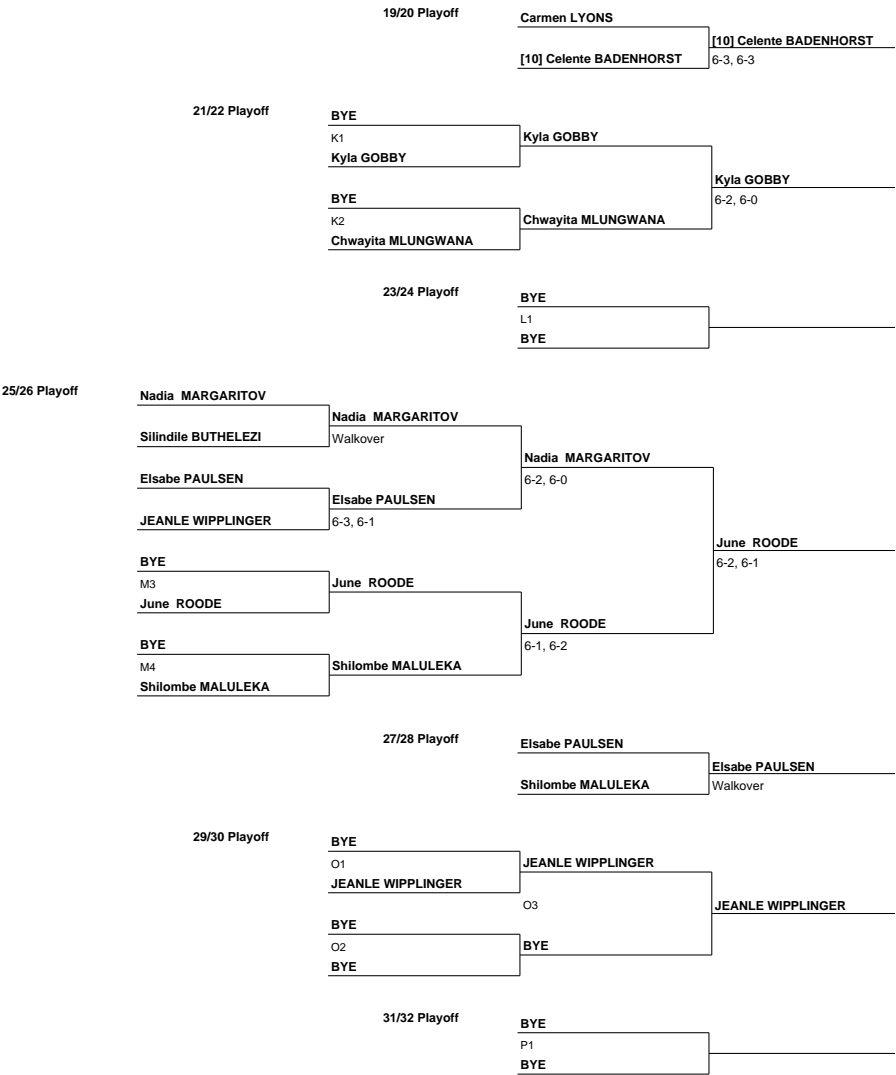 19/20 Playoff
Carmen LYONS
[10] Celente BADENHORST
[10] Celente BADENHORST
6-3, 6-3
21/22 Playoff
BYE
K1
Kyla GOBBY
Kyla GOBBY
Kyla GOBBY
6-2, 6-0
BYE
K2
Chwayita MLUNGWANA
Chwayita MLUNGWANA
23/24 Playoff
BYE
L1
BYE
25/26 Playoff
Nadia MARGARITOV
Nadia MARGARITOV
Silindile BUTHELEZI
Walkover
Nadia MARGARITOV
6-2, 6-0
Elsabe PAULSEN
Elsabe PAULSEN
JEANLE WIPPLINGER
6-3, 6-1
June ROODE
6-2, 6-1
BYE
M3
June ROODE
June ROODE
June ROODE
6-1, 6-2
BYE
M4
Shilombe MALULEKA
Shilombe MALULEKA
27/28 Playoff
Elsabe PAULSEN
Elsabe PAULSEN
Shilombe MALULEKA
Walkover
29/30 Playoff
BYE
O1
JEANLE WIPPLINGER
JEANLE WIPPLINGER
O3
JEANLE WIPPLINGER
BYE
O2
BYE
BYE
31/32 Playoff
BYE
P1
BYE